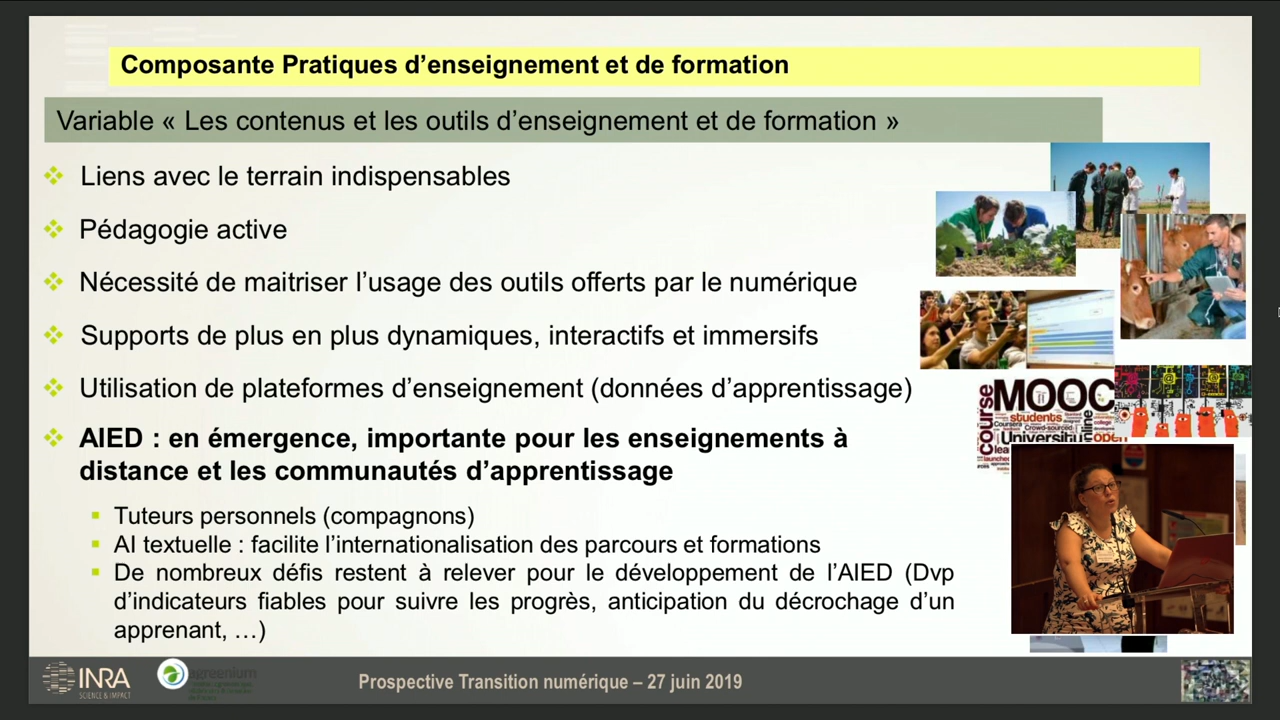 Composante Pratiques d’enseignement et de formation
Variable « Les contenus et les outils d’enseignement et de formation »
Liens avec le terrain indispensables
Pédagogie active
Nécessité de maitriser l’usage des outils offerts par le numérique
Supports de plus en plus dynamiques, interactifs et immersifs
Utilisation de plateformes d’enseignement (données d’apprentissage)
AIED : en émergence, importante pour les enseignements à
distance et les communautés d’apprentissage
Tuteurs personnels (compagnons)
AI textuelle : facilite l’internationalisation des parcours et formations
De nombreux défis restent à relever pour le développement de l’AIED (Dvp
d’indicateurs fiables pour suivre les progrès, anticipation du décrochage d’un
apprenant, …)
course
MOOC
students
University
online
open
INRA
SCIENCE & IMPACT
agreenium
Prospective Transition numérique – 27 juin 2019